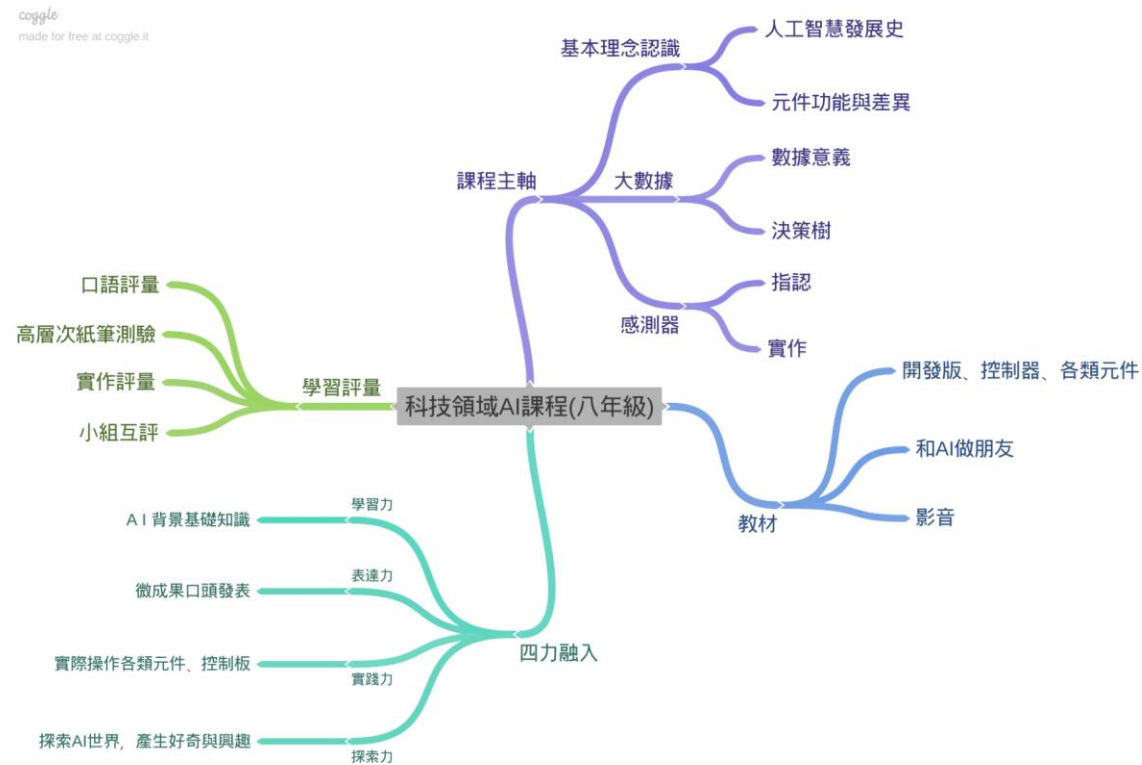 coggle
made for free at coggle.it
科技領域AI課程(八年級)
課程主軸
基本理念認識
人工智慧發展史
元件功能與差異
大數據
數據意義
決策樹
感測器
指認
實作
教材
開發版、控制器、各類元件
和AI做朋友
影音
學習評量
口語評量
高層次紙筆測驗
實作評量
小組互評
四力融入
學習力
AI 背景基礎知識
表達力
微成果口頭發表
實踐力
實際操作各類元件、控制板
探索力
探索AI世界，產生好奇與興趣